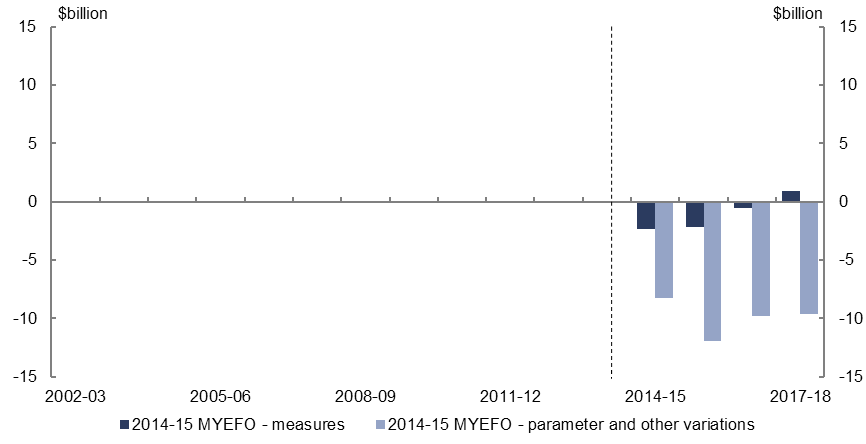 $billion $billion
15 15
10 10
5 5
0 0
-5 -5
-10 -10
-15 -15
2002-03 2005-06 2008-09 2011-12 2014-15 2017-18
2014-15 MYEFO - measures 2014-15 MYEFO - parameter and other variations